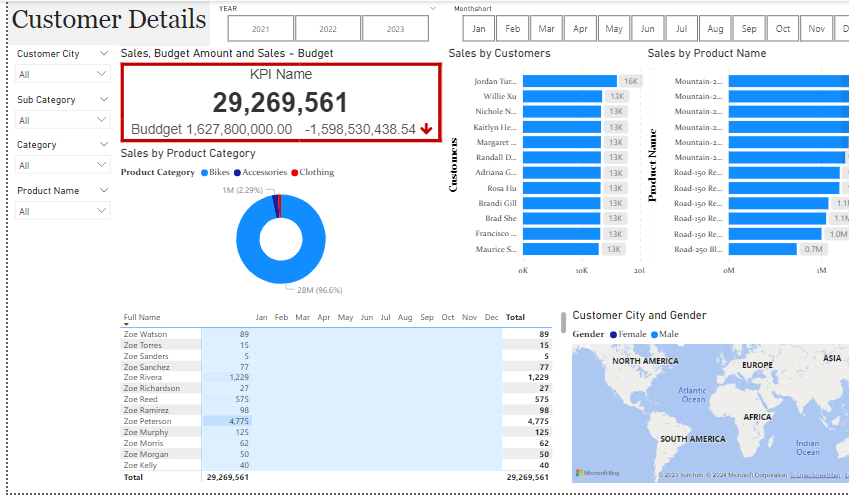 Customer Details
YEAR
2021 2022 2023
Monthshort
Jan Feb Mar Apr May Jun Jul Aug Sep Oct Nov D
Customer City
All
Sub Category
All
Category
All
Product Name
All
Sales, Budget Amount and Sales - Budget
KPI Name
29,269,561
Buddget 1,627,800,000.00 -1,598,530,438.54
Sales by Product Category
Product Category Bikes Accessories Clothing
1M (2.29%)
28M (96.6%)
Sales by Customers
Customers
Jordan Tur... 16K
Willie Xu 13K
Nichole N... 13K
Kaitlyn He... 13K
Margaret ... 13K
Randall D... 13K
Adriana G... 13K
Rosa Hu 13K
Brandi Gill 13K
Brad She 13K
Francisco ... 13K
Maurice S... 13K
0K 10K 20K
Sales by Product Name
Product Name
Mountain-2...
Mountain-2...
Mountain-2...
Mountain-2...
Mountain-2...
Mountain-2...
Road-150 Re...
Road-150 Re...
Road-150 Re... 1.1M
Road-150 Re... 1.1M
Road-150 Re... 1.0M
Road-250 Bl... 0.7M
0M 1M
Full Name Jan Feb Mar Apr May Jun Jul Aug Sep Oct Nov Dec Total
Zoe Watson 89 89
Zoe Torres 15 15
Zoe Sanders 5 5
Zoe Sanchez 77 77
Zoe Rivera 1,229 1,229
Zoe Richardson 27 27
Zoe Reed 575 575
Zoe Ramirez 98 98
Zoe Peterson 4,775 4,775
Zoe Murphy 125 125
Zoe Morris 62 62
Zoe Morgan 50 50
Zoe Kelly 40 40
Total 29,269,561 29,269,561
Customer City and Gender
Gender Female Male
NORTH AMERICA
EUROPE
ASIA
Atlantic
Ocean
AFRICA
SOUTH AMERICA
Indian
Ocean
Microsoft Bing
© 2023 TomTom, © 2024 Microsoft Corporation, © OpenStreetMap